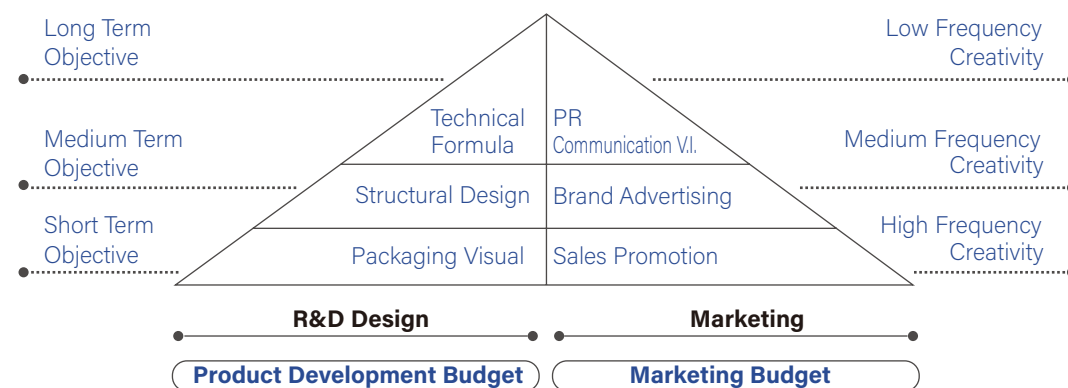 Long Term
Objective
Low Frequency
Creativity
Technical
Formula
PR
Communication V.I.
Medium Term
Objective
Medium Frequency
Creativity
Structural Design
Brand Advertising
Short Term
Objective
High Frequency
Creativity
Packaging Visual
Sales Promotion
R&D Design
Marketing
Product Development Budget
Marketing Budget